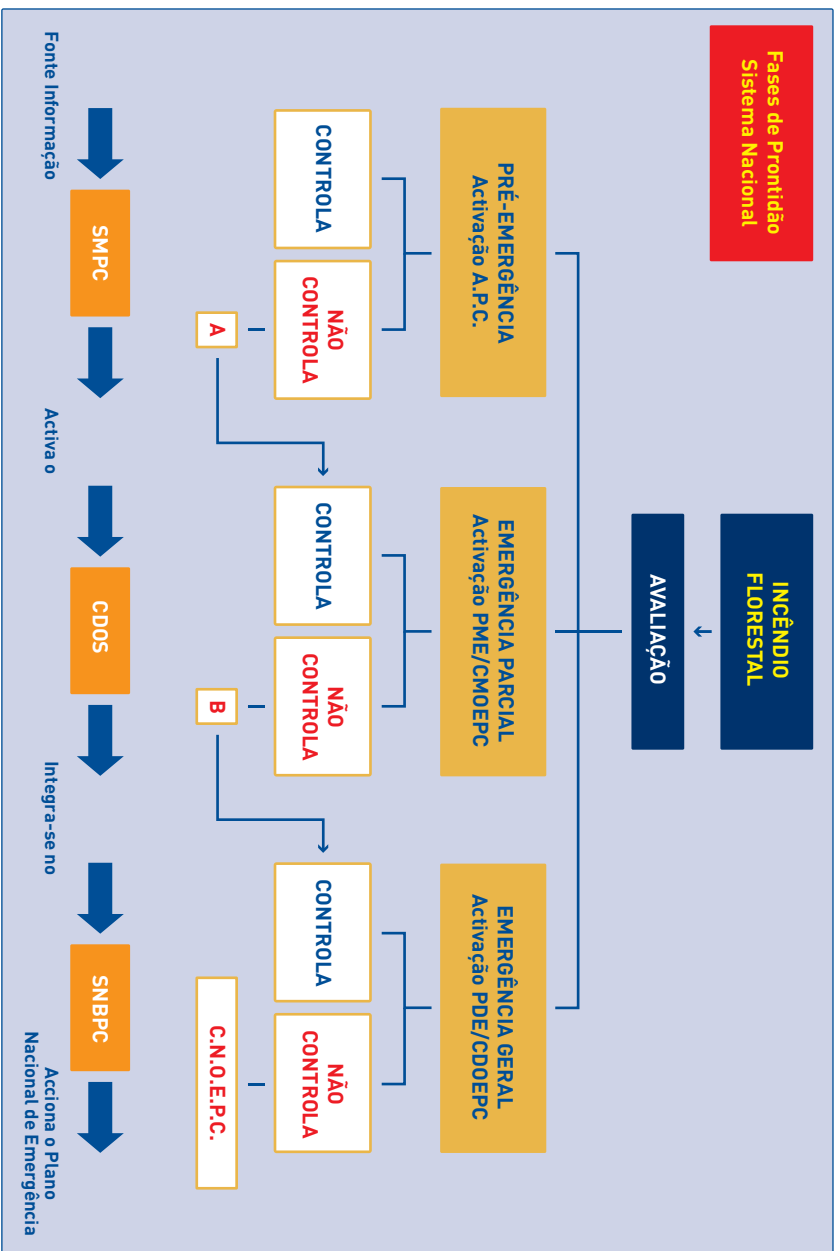 Fases de Prontidão
Sistema Nacional
INCÊNDIO
FLORESTAL
AVALIAÇÃO
PRÉ-EMERGÊNCIA
Activação A.P.C.
EMERGÊNCIA PARCIAL
Activação PME/CMOEPC
EMERGÊNCIA GERAL
Activação PDE/CDOEPC
CONTROLA
NÃO
CONTROLA
CONTROLA
NÃO
CONTROLA
CONTROLA
NÃO
CONTROLA
A
B
C.N.O.E.P.C.
SMPC
CDOS
SNBPC
Fonte Informação
Activa o
Integra-se no
Acciona o Plano
Nacional de Emergência